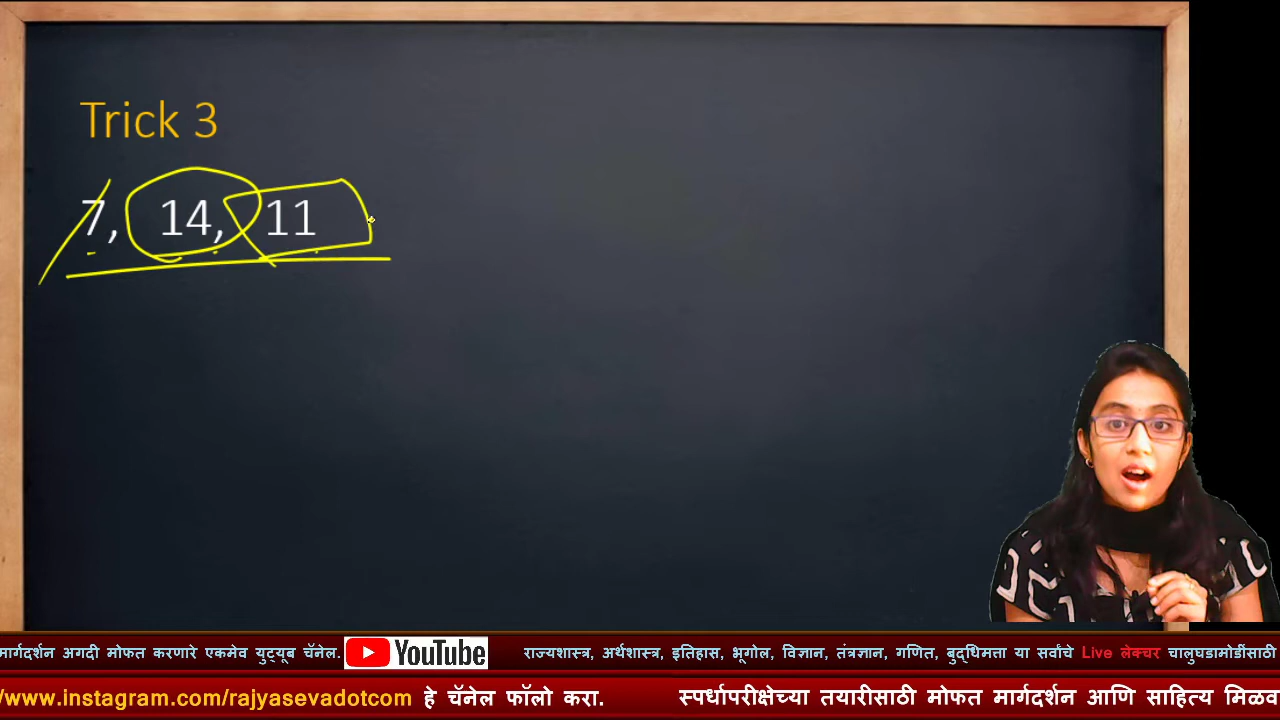 Trick 3
7, 14, 11
मार्गदर्शन अगदी मोफत करणारे एकमेव युट्यूब चॅनेल. YouTube राज्यशास्त्र, अर्थशास्त्र, इतिहास, भूगोल, विज्ञान, तंत्रज्ञान, गणित, बुद्धिमत्ता या सर्वांचे Live लेक्चर चालुघडामोडींसाठी
/www.instagram.com/rajyasevadotcom हे चॅनेल फॉलो करा. स्पर्धापरीक्षेच्या तयारीसाठी मोफत मार्गदर्शन आणि साहित्य